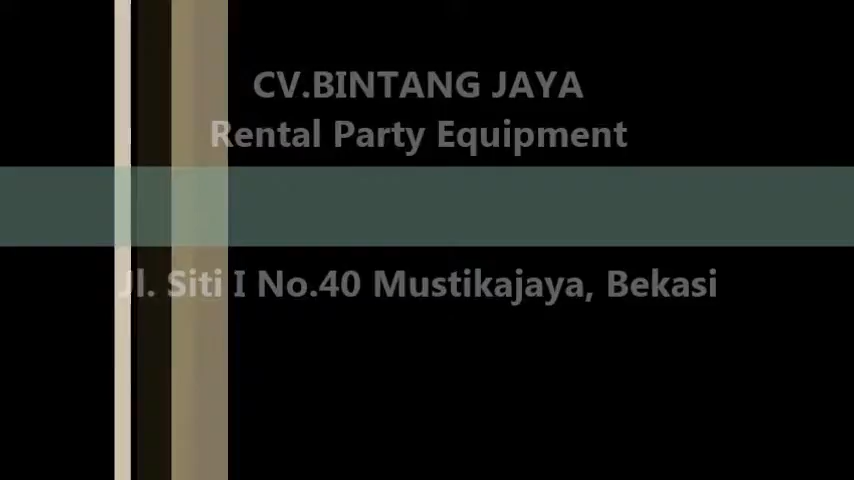 CV.BINTANG JAYA
Rental Party Equipment
Jl. Siti I No.40 Mustikajaya, Bekasi